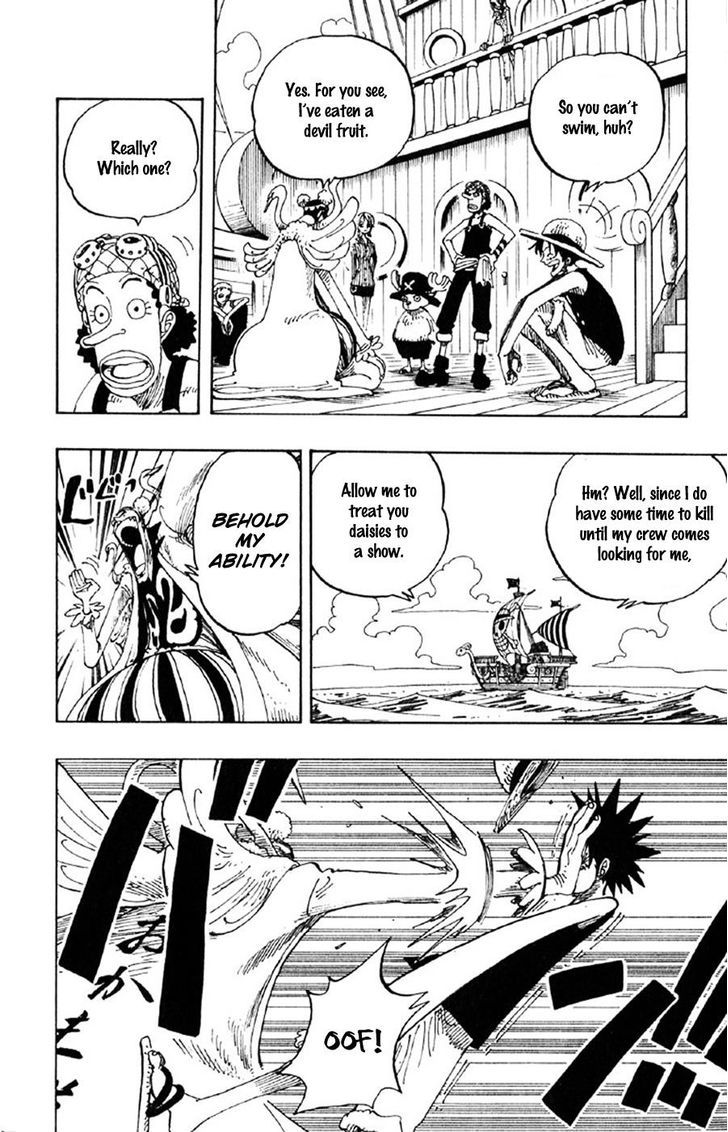 So you can't
swim, huh?
Yes. For you see,
I've eaten a
devil fruit.
Really?
Which one?
Hm? Well, since I do
have some time to kill
until my crew comes
looking for me,
Allow me to
treat you
daisies to
a show.
BEHOLD
MY
ABILITY!
OOF!